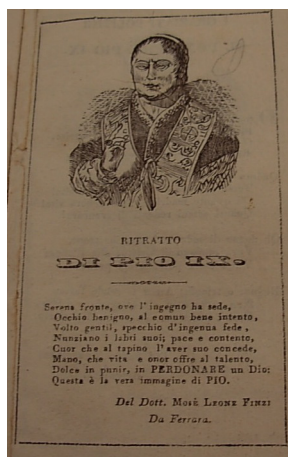 RITRATTO
DI PIO IX.
Serena fronte, ove l'ingegno ha sede,
Occhio benigno, al comun bene intento,
Volto gentil, specchio d'ingenua fede,
Nunziano i labri suoi; pace e contento,
Cuor che al tapino l'aver suo concede,
Mano, che vita e onor offre al talento,
Dolce in punir, in PERDONARE un Dio;
Questa è la vera immagine di PIO.
Del Dott. MOSÈ LEONE FINZI
Da Ferrara.